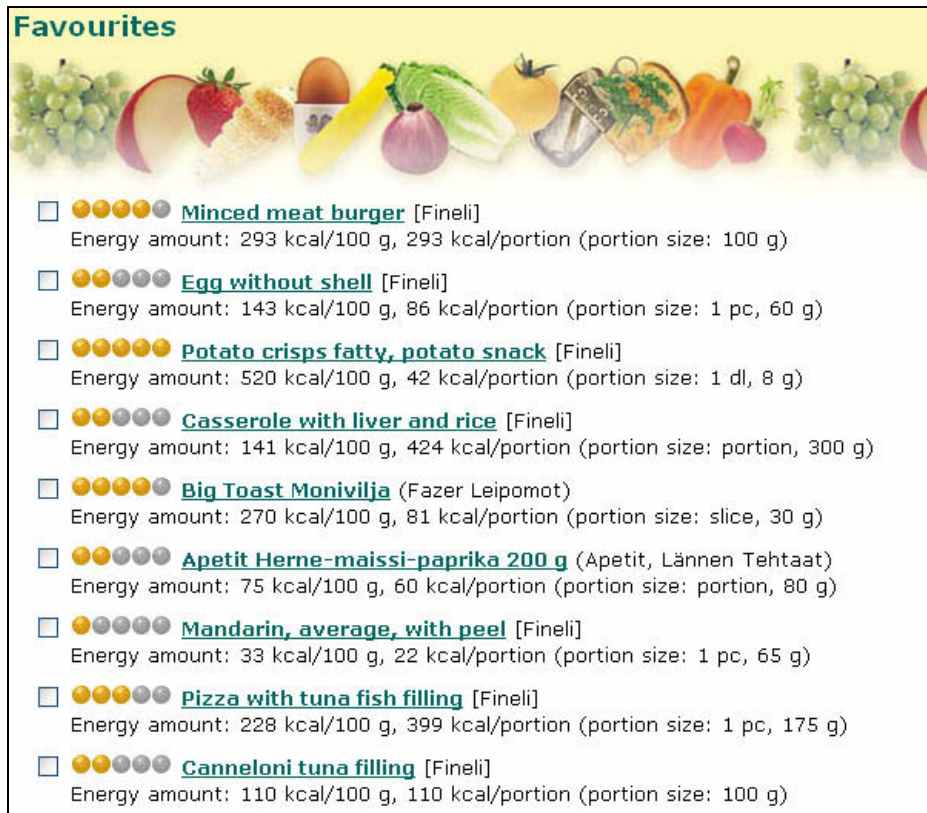 Favourites
Minced meat burger [Fineli]
Energy amount: 293 kcal/100 g, 293 kcal/portion (portion size: 100 g)
Egg without shell [Fineli]
Energy amount: 143 kcal/100 g, 86 kcal/portion (portion size: 1 pc, 60 g)
Potato crisps fatty, potato snack [Fineli]
Energy amount: 520 kcal/100 g, 42 kcal/portion (portion size: 1 dl, 8 g)
Casserole with liver and rice [Fineli]
Energy amount: 141 kcal/100 g, 424 kcal/portion (portion size: portion, 300 g)
Big Toast Monivilja (Fazer Leipomot)
Energy amount: 270 kcal/100 g, 81 kcal/portion (portion size: slice, 30 g)
Apetit Herne-maissi-paprika 200 g (Apetit, Lännen Tehtaat)
Energy amount: 75 kcal/100 g, 60 kcal/portion (portion size: portion, 80 g)
Mandarin, average, with peel [Fineli]
Energy amount: 33 kcal/100 g, 22 kcal/portion (portion size: 1 pc, 65 g)
Pizza with tuna fish filling [Fineli]
Energy amount: 228 kcal/100 g, 399 kcal/portion (portion size: 1 pc, 175 g)
Canneloni tuna filling [Fineli]
Energy amount: 110 kcal/100 g, 110 kcal/portion (portion size: 100 g)